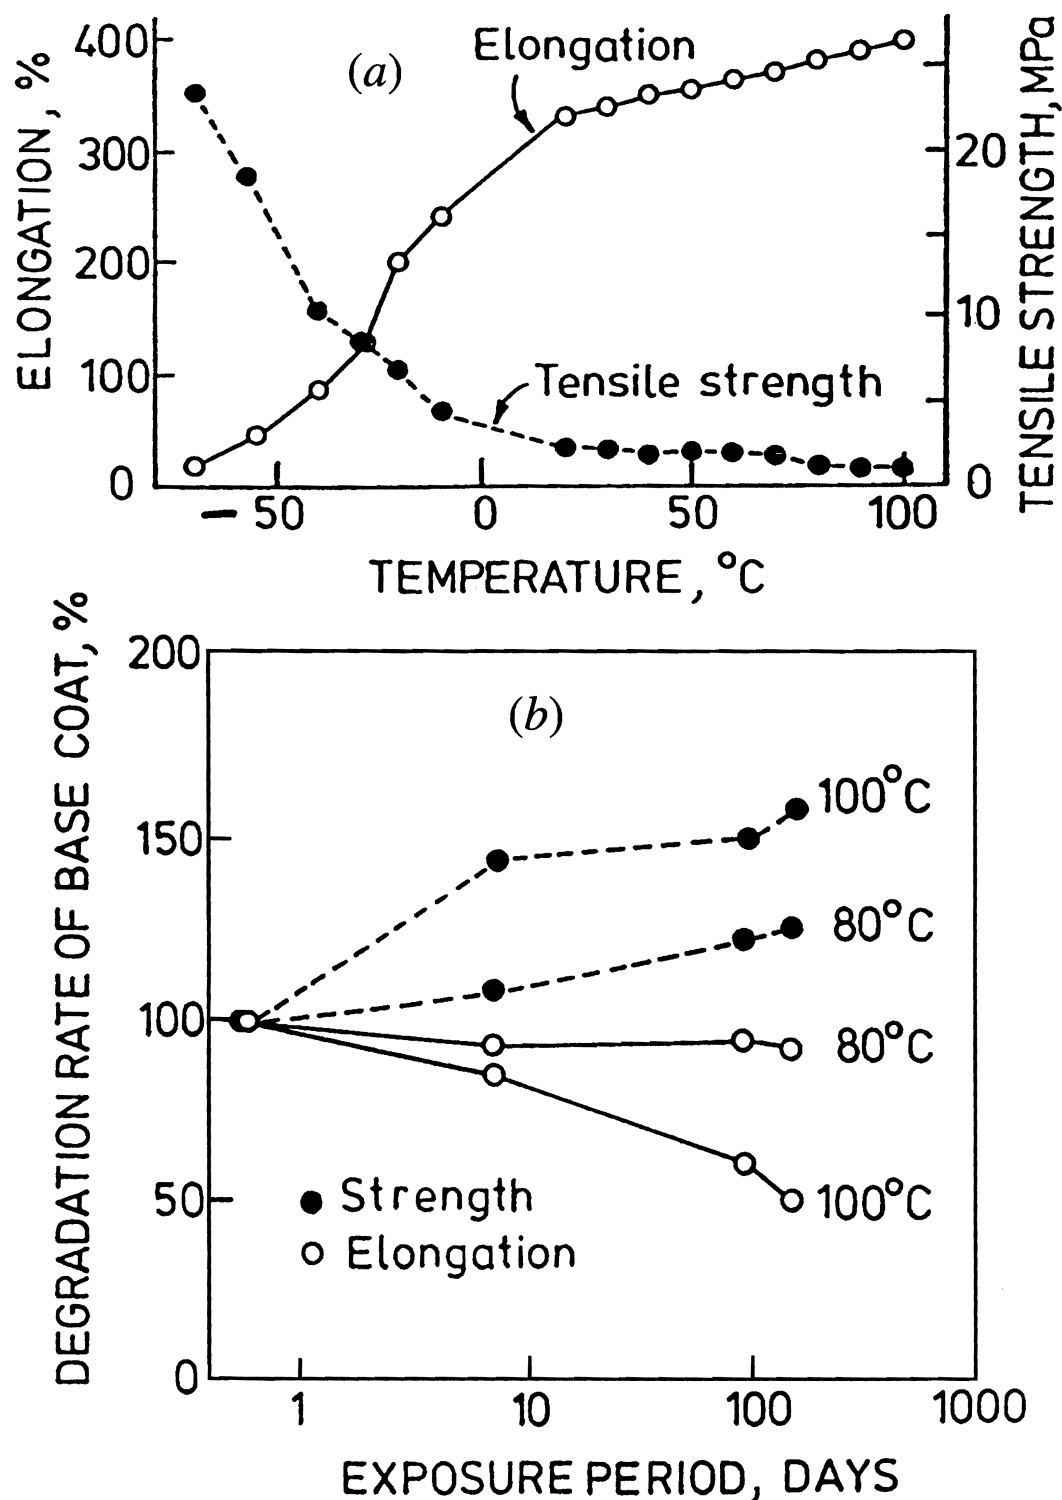 ELONGATION, %
400
300
200
100
0
(a)
Elongation
Tensile strength
TENSILE STRENGTH, MPa
20
10
0
−50
0
50
100
TEMPERATURE, °C
DEGRADATION RATE OF BASE COAT, %
200
150
100
50
0
(b)
100°C
80°C
80°C
100°C
● Strength
○ Elongation
1
10
100
1000
EXPOSURE PERIOD, DAYS